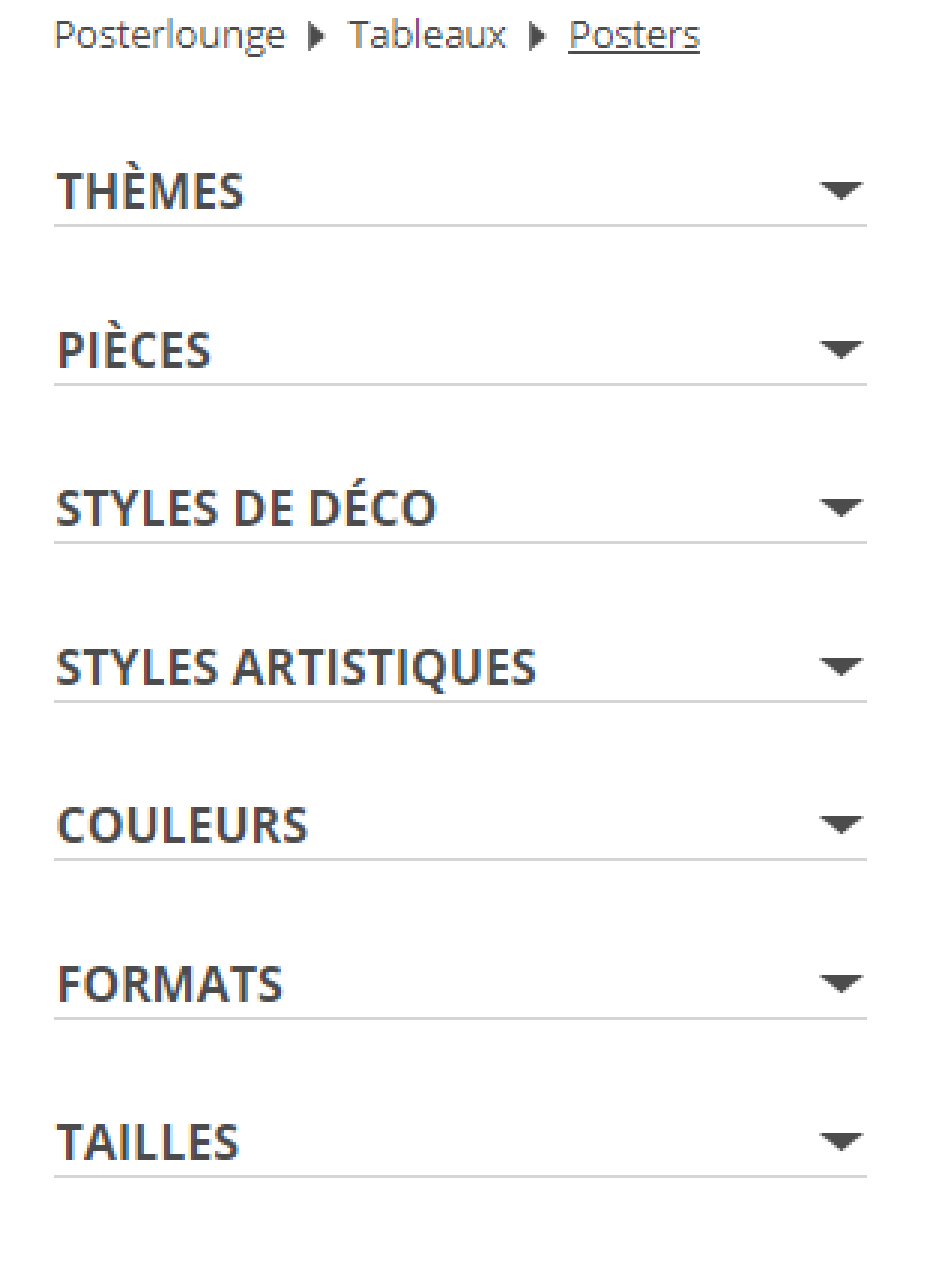 Posterlounge Tableaux Posters
THÈMES
PIÈCES
STYLES DE DÉCO
STYLES ARTISTIQUES
COULEURS
FORMATS
TAILLES